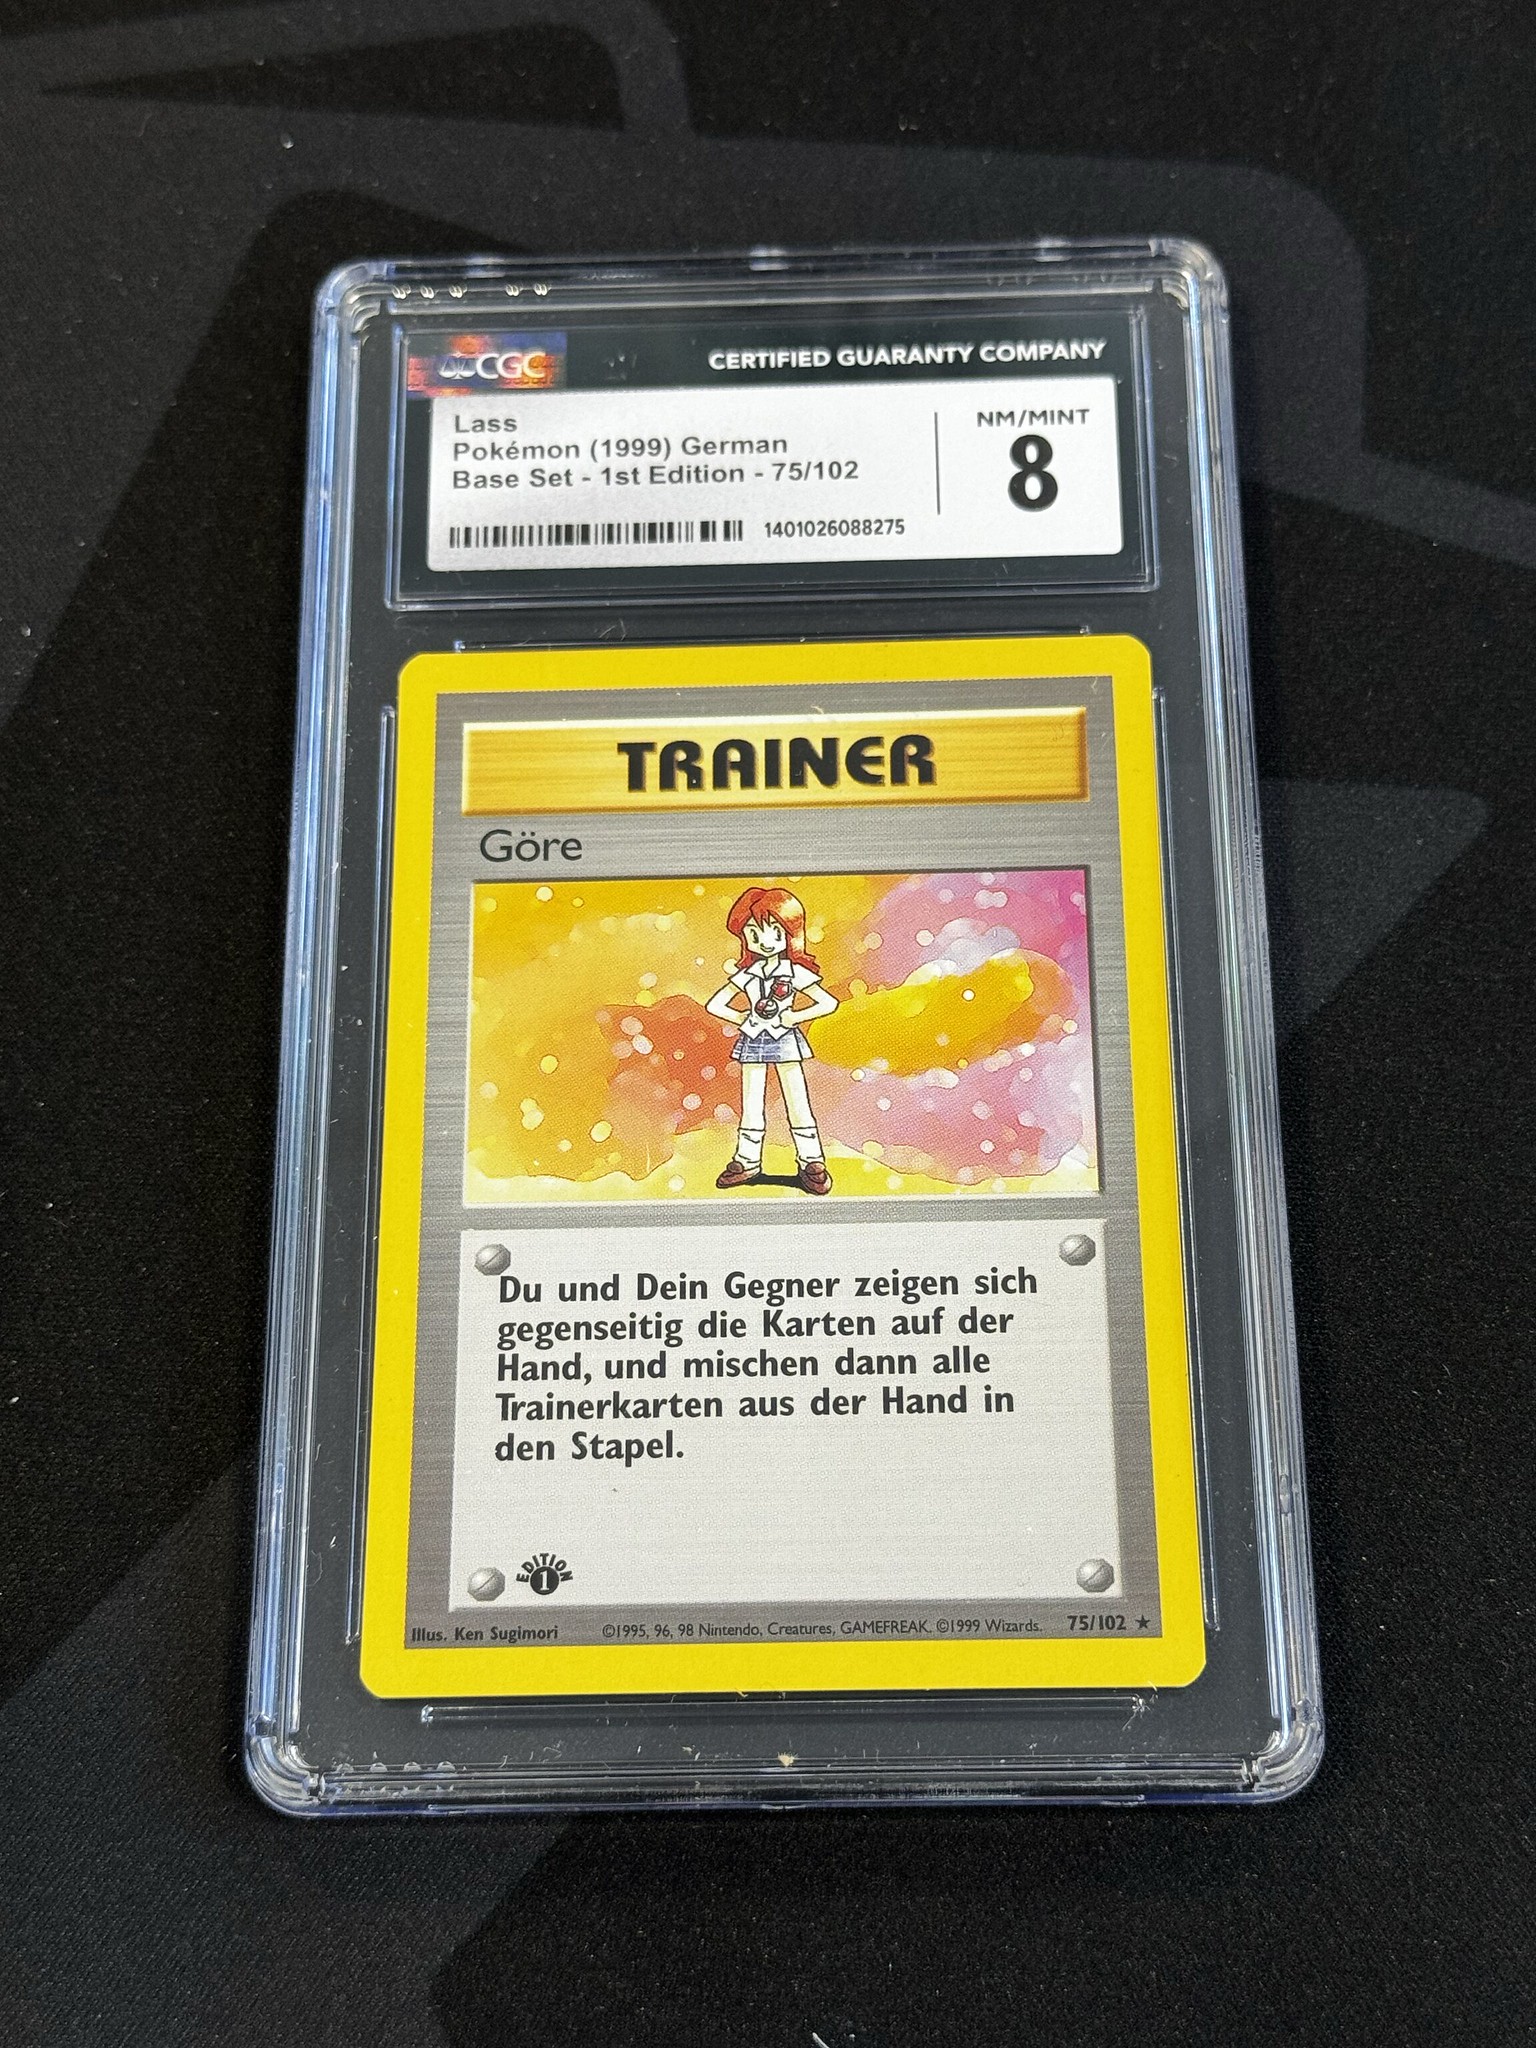 CGC
CERTIFIED GUARANTY COMPANY
Lass
Pokémon (1999) German
Base Set - 1st Edition - 75/102
1401026088275
NM/MINT
8
TRAINER
Göre
Du und Dein Gegner zeigen sich
gegenseitig die Karten auf der
Hand, und mischen dann alle
Trainerkarten aus der Hand in
den Stapel.
EDITION
1
Illus. Ken Sugimori
©1995, 96, 98 Nintendo, Creatures, GAMEFREAK. ©1999 Wizards.
75/102 ★